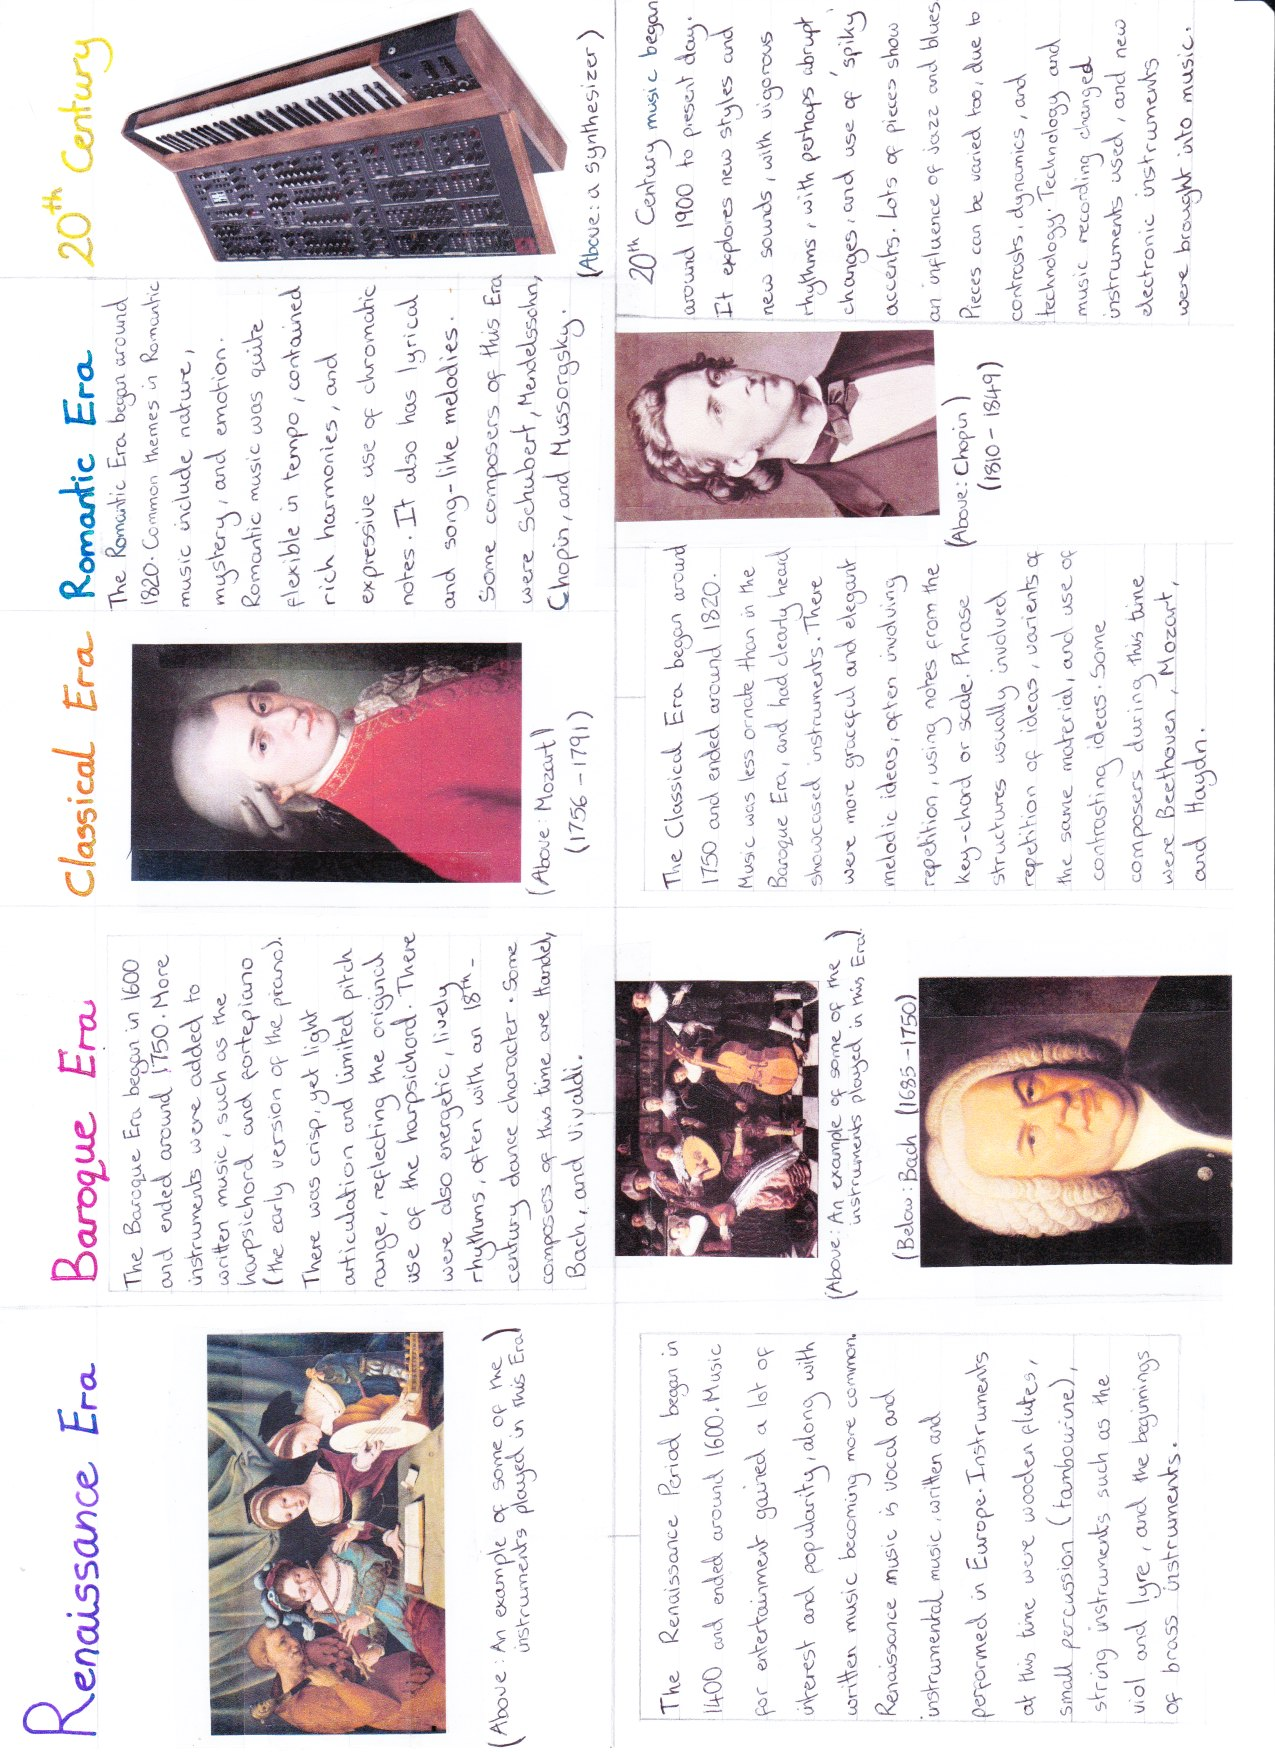 Renaissance Era
(Above: An example of some of the
instruments played in this Era)
The Renaissance Period began in
1400 and ended around 1600. Music
for entertainment gained a lot of
interest and popularity, along with
written music becoming more common.
Renaissance music is vocal and
instrumental music, written and
performed in Europe. Instruments
at this time were wooden flutes,
small percussion (tambourine),
string instruments such as the
viol and lyre, and the beginnings
of brass instruments.
Baroque Era
The Baroque Era began in 1600
and ended around 1750. More
instruments were added to
written music, such as the
harpsichord and fortepiano
(the early version of the piano).
There was crisp, yet light
articulation and limited pitch
range, reflecting the original
use of the harpsichord. There
were also energetic, lively
rhythms, often with an 18th-
century dance character. Some
composers of this time are Handel,
Bach, and Vivaldi.
(Above: An example of some of the
instruments played in this Era)
(Below: Bach (1685-1750)
Classical Era
(Above: Mozart)
(1756-1791)
The Classical Era began around
1750 and ended around 1820.
Music was less ornate than in the
Baroque Era, and had clearly heard
showcased instruments. There
were more graceful and elegant
melodic ideas, often involving
repetition, using notes from the
key-chord or scale. Phrase
structures usually involved
repetition of ideas, varients of
the same material, and use of
contrasting ideas. Some
composers during this time
were Beethoven, Mozart,
and Haydn.
Romantic Era
The Romantic Era began around
1820. Common themes in Romantic
music include nature,
mystery, and emotion.
Romantic music was quite
flexible in tempo, contained
rich harmonies, and
expressive use of chromatic
notes. It also has lyrical
and song-like melodies.
Some composers of this Era
were Schubert, Mendelssohn,
Chopin, and Mussorgsky.
(Above: Chopin)
(1810-1849)
20th Century
(Above: a synthesizer)
20th Century music began
around 1900 to present day.
It explores new styles and
new sounds, with vigorous
rhythms, with perhaps abrupt
changes, and use of 'spiky'
accents. Lots of pieces show
an influence of jazz and blues.
Pieces can be varied too, due to
contrasts, dynamics, and
technology. Technology and
music recording changed
instruments used, and new
electronic instruments
were brought into music.